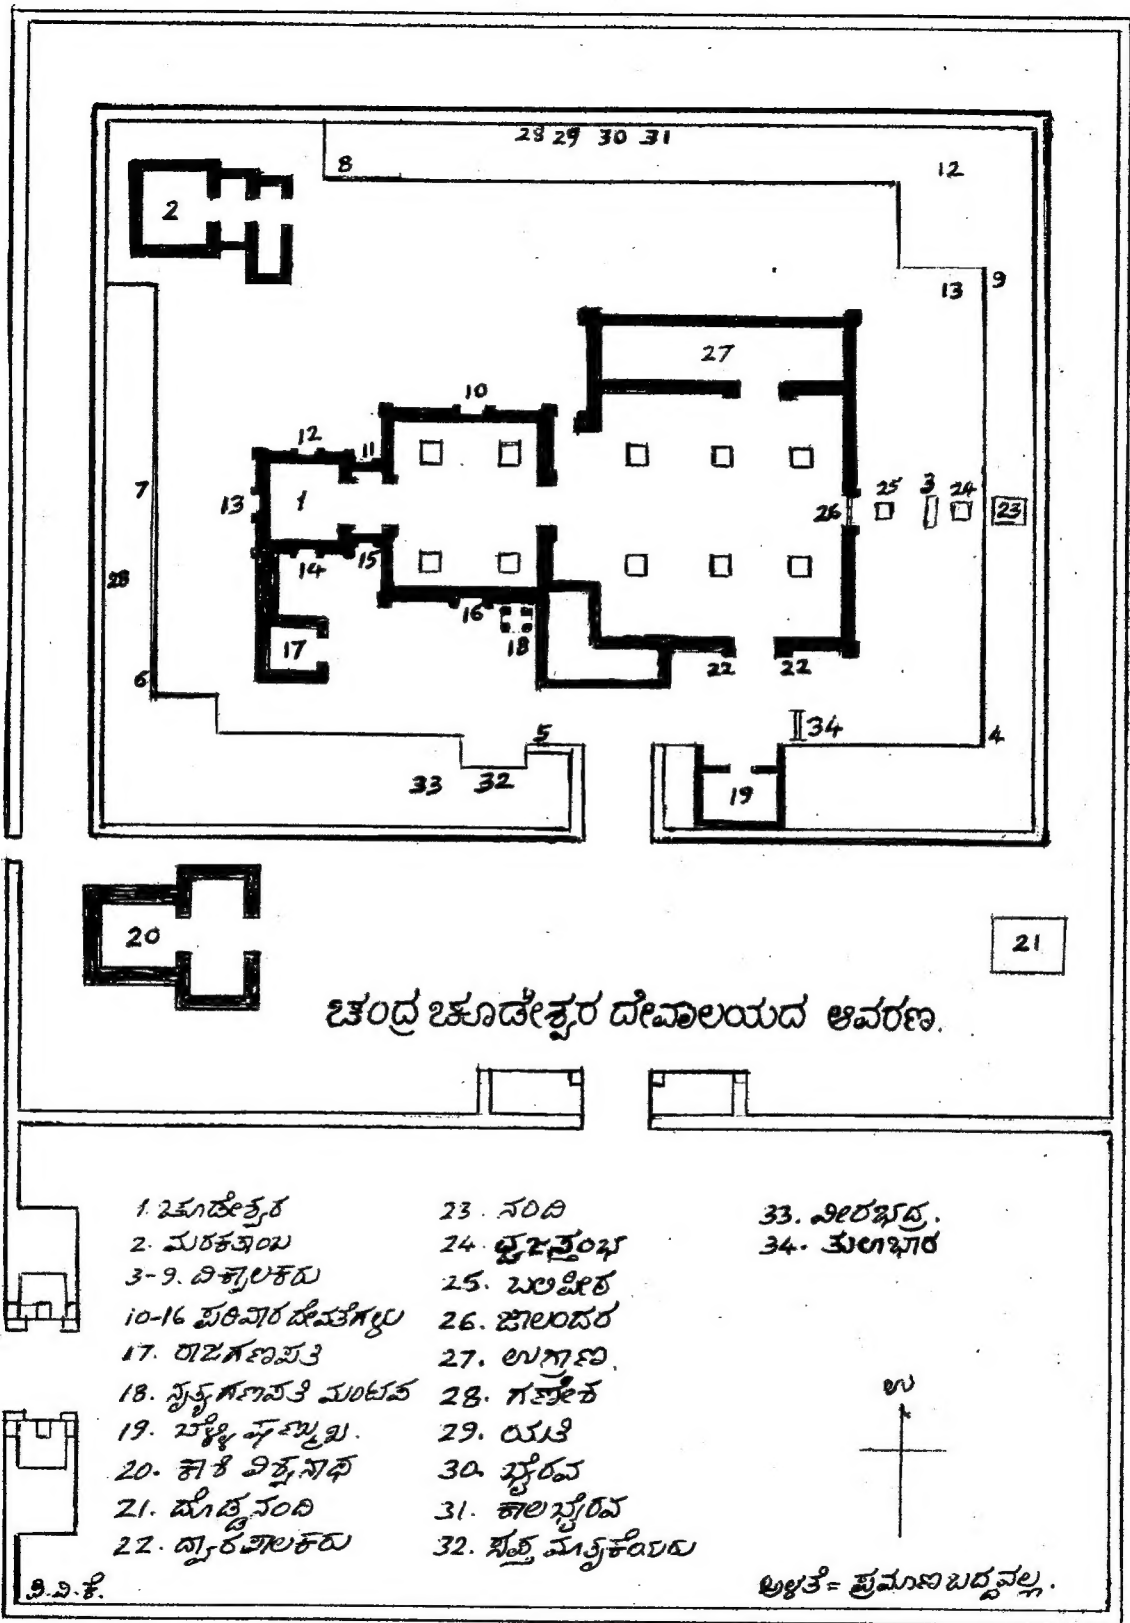 28 29 30 31
8
12
2
9
13
27
10
12
11
7
13
1
25
3
24
26
23
14
15
28
16
18
17
22
22
6
5
34
4
33
32
19
20
21
ಚಂದ್ರ ಚೂಡೇಶ್ವರ ದೇವಾಲಯದ ಆವರಣ.
1. ಚೂಡೇಶ್ವರ
2. ಮರಕತಾಂಬ
3-9. ದಿಕ್ಪಾಲಕರು
10-16 ಪರಿವಾರ ದೇವತೆಗಳು
17. ರಾಜಗಣಪತಿ
18. ನೃತ್ಯಗಣಪತಿ ಮಂಟಪ
19. ಬೆಳ್ಳಿ ಷಣ್ಮುಖ.
20. ಕಾಶಿ ವಿಶ್ವನಾಥ
21. ದೊಡ್ಡನಂದಿ
22. ದ್ವಾರಪಾಲಕರು
23. ನಂದಿ
24. ಧ್ವಜಸ್ತಂಭ
25. ಬಲಿಪೀಠ
26. ಜಾಲಂದರ
27. ಉಗ್ರಾಣ.
28. ಗಣೇಶ
29. ಯತಿ
30. ಭೈರವ
31. ಕಾಲಭೈರವ
32. ಸಪ್ತ ಮಾತೃಕೆಯರು
33. ವೀರಭದ್ರ.
34. ತುಲಾಭಾರ
ಉ
ಅಳತೆ = ಪ್ರಮಾಣ ಬದ್ದವಲ್ಲ.